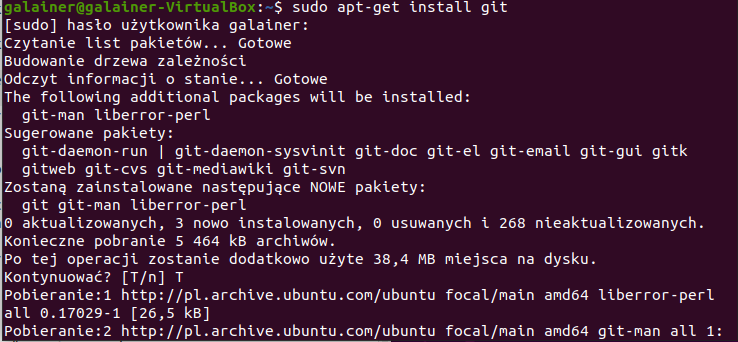 galainer@galainer-VirtualBox:~$ sudo apt-get install git
[sudo] hasło użytkownika galainer:
Czytanie list pakietów... Gotowe
Budowanie drzewa zależności
Odczyt informacji o stanie... Gotowe
The following additional packages will be installed:
  git-man liberror-perl
Sugerowane pakiety:
  git-daemon-run | git-daemon-sysvinit git-doc git-el git-email git-gui gitk
  gitweb git-cvs git-mediawiki git-svn
Zostaną zainstalowane następujące NOWE pakiety:
  git git-man liberror-perl
0 aktualizowanych, 3 nowo instalowanych, 0 usuwanych i 268 nieaktualizowanych.
Konieczne pobranie 5 464 kB archiwów.
Po tej operacji zostanie dodatkowo użyte 38,4 MB miejsca na dysku.
Kontynuować? [T/n] T
Pobieranie:1 http://pl.archive.ubuntu.com/ubuntu focal/main amd64 liberror-perl
all 0.17029-1 [26,5 kB]
Pobieranie:2 http://pl.archive.ubuntu.com/ubuntu focal/main amd64 git-man all 1: